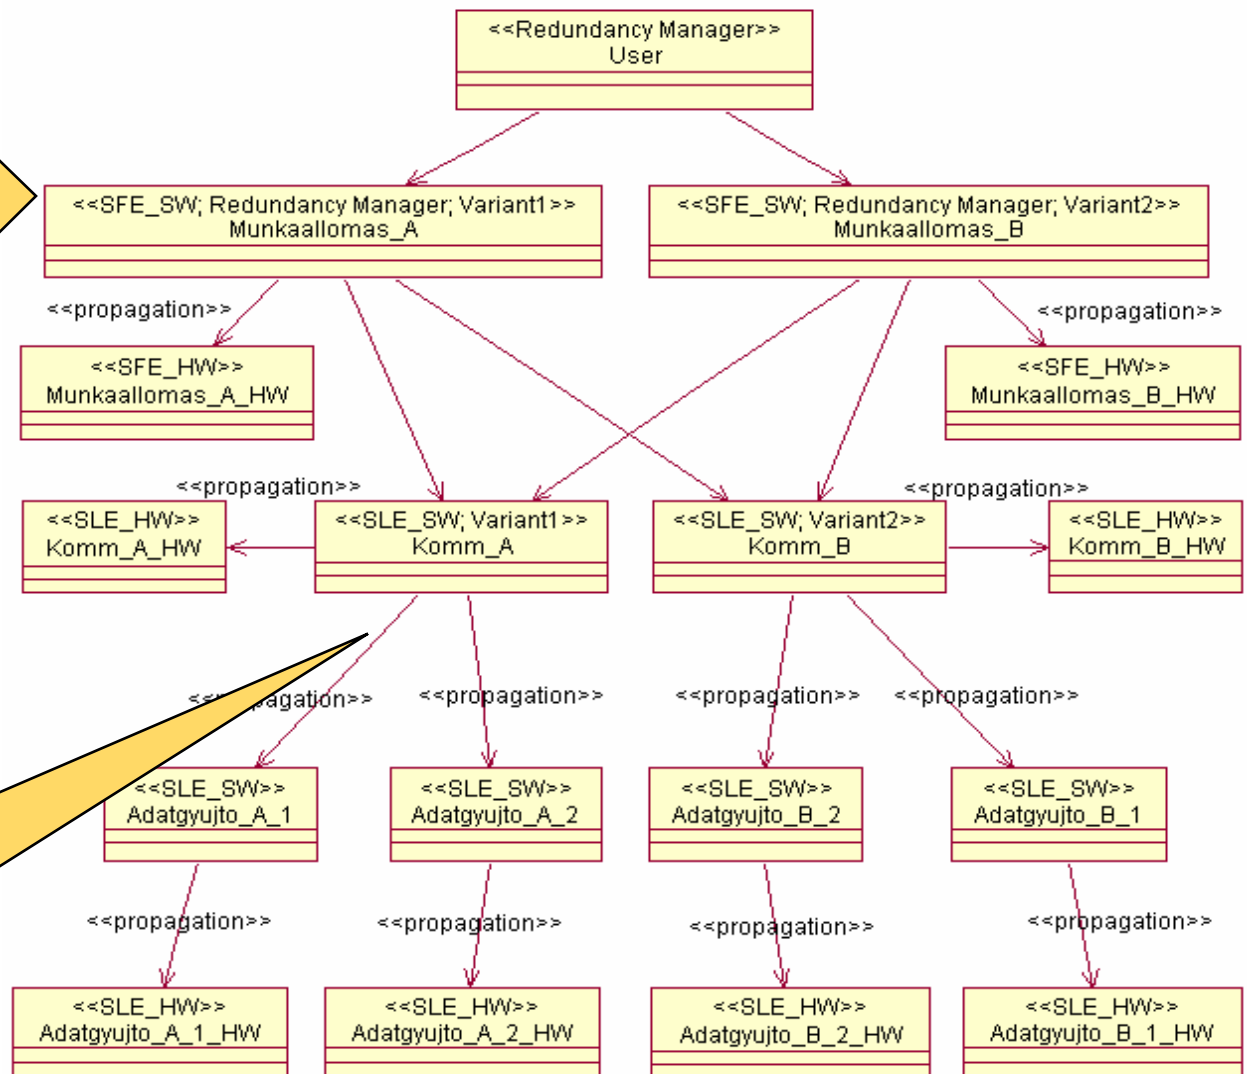 <<Redundancy Manager>>
User
<<SFE_SW; Redundancy Manager; Variant1>>
Munkaallomas_A
<<SFE_SW; Redundancy Manager; Variant2>>
Munkaallomas_B
<<propagation>>
<<propagation>>
<<SFE_HW>>
Munkaallomas_A_HW
<<SFE_HW>>
Munkaallomas_B_HW
<<propagation>>
<<propagation>>
<<SLE_HW>>
Komm_A_HW
<<SLE_SW; Variant1>>
Komm_A
<<SLE_SW; Variant2>>
Komm_B
<<SLE_HW>>
Komm_B_HW
<<propagation>>
<<propagation>>
<<propagation>>
<<propagation>>
<<SLE_SW>>
Adatgyujto_A_1
<<SLE_SW>>
Adatgyujto_A_2
<<SLE_SW>>
Adatgyujto_B_2
<<SLE_SW>>
Adatgyujto_B_1
<<propagation>>
<<propagation>>
<<propagation>>
<<propagation>>
<<SLE_HW>>
Adatgyujto_A_1_HW
<<SLE_HW>>
Adatgyujto_A_2_HW
<<SLE_HW>>
Adatgyujto_B_2_HW
<<SLE_HW>>
Adatgyujto_B_1_HW